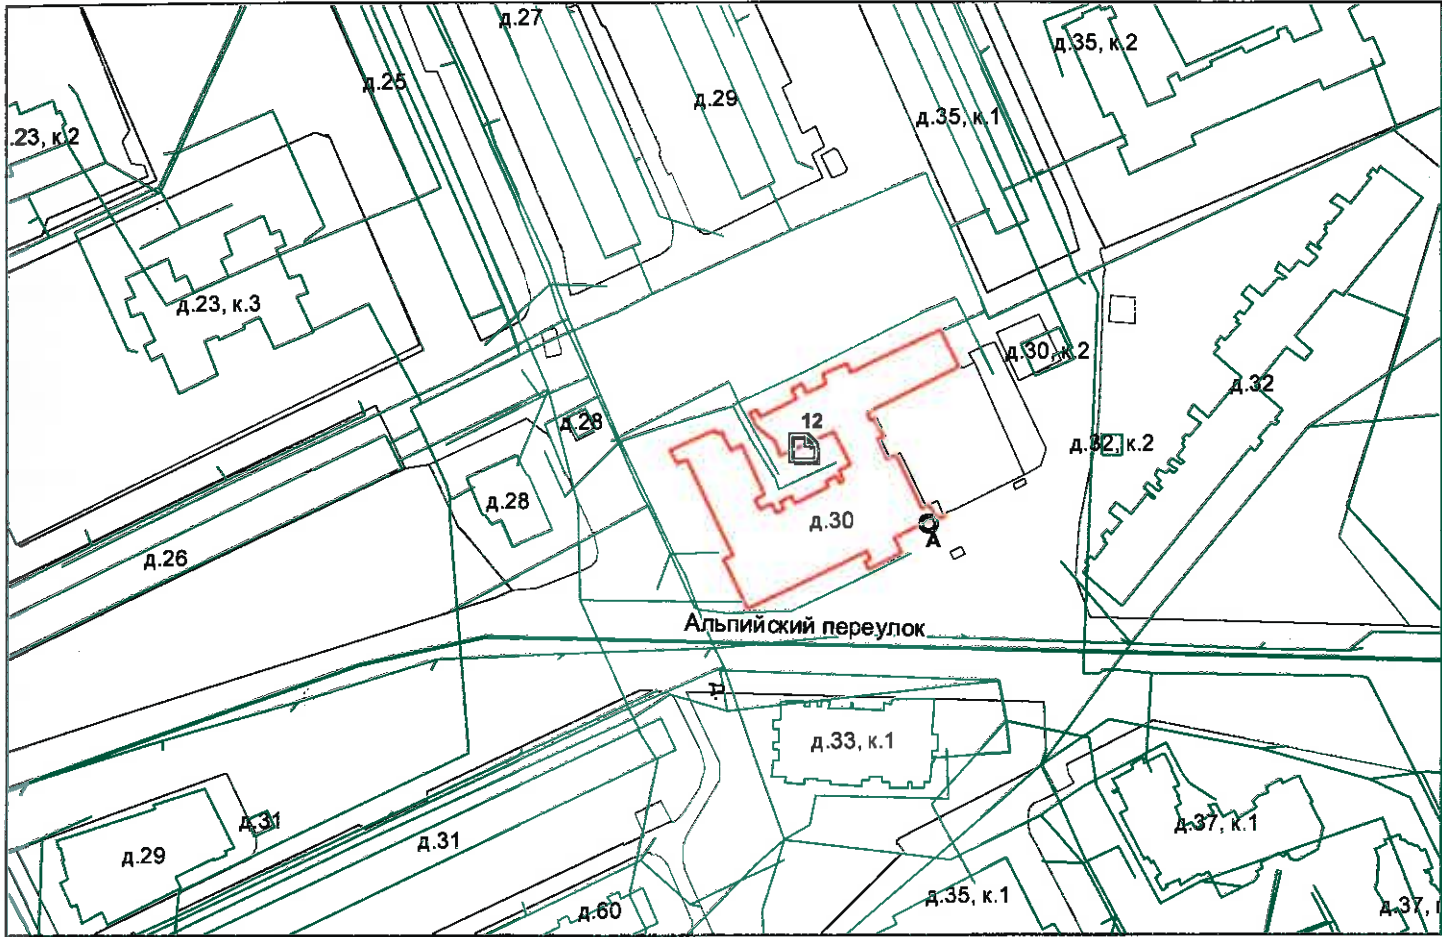 д.27
д.35, к.2
д.25
д.29
д.35, к.1
.23, к.2
д.23, к.3
д.30, к.2
д.32
д.28
12
д.32, к.2
д.28
д.30
А
д.26
Альпийский переулок
д.33, к.1
д.31
д.37, к.1
д.31
д.29
д.35, к.1
д.60
д.37,